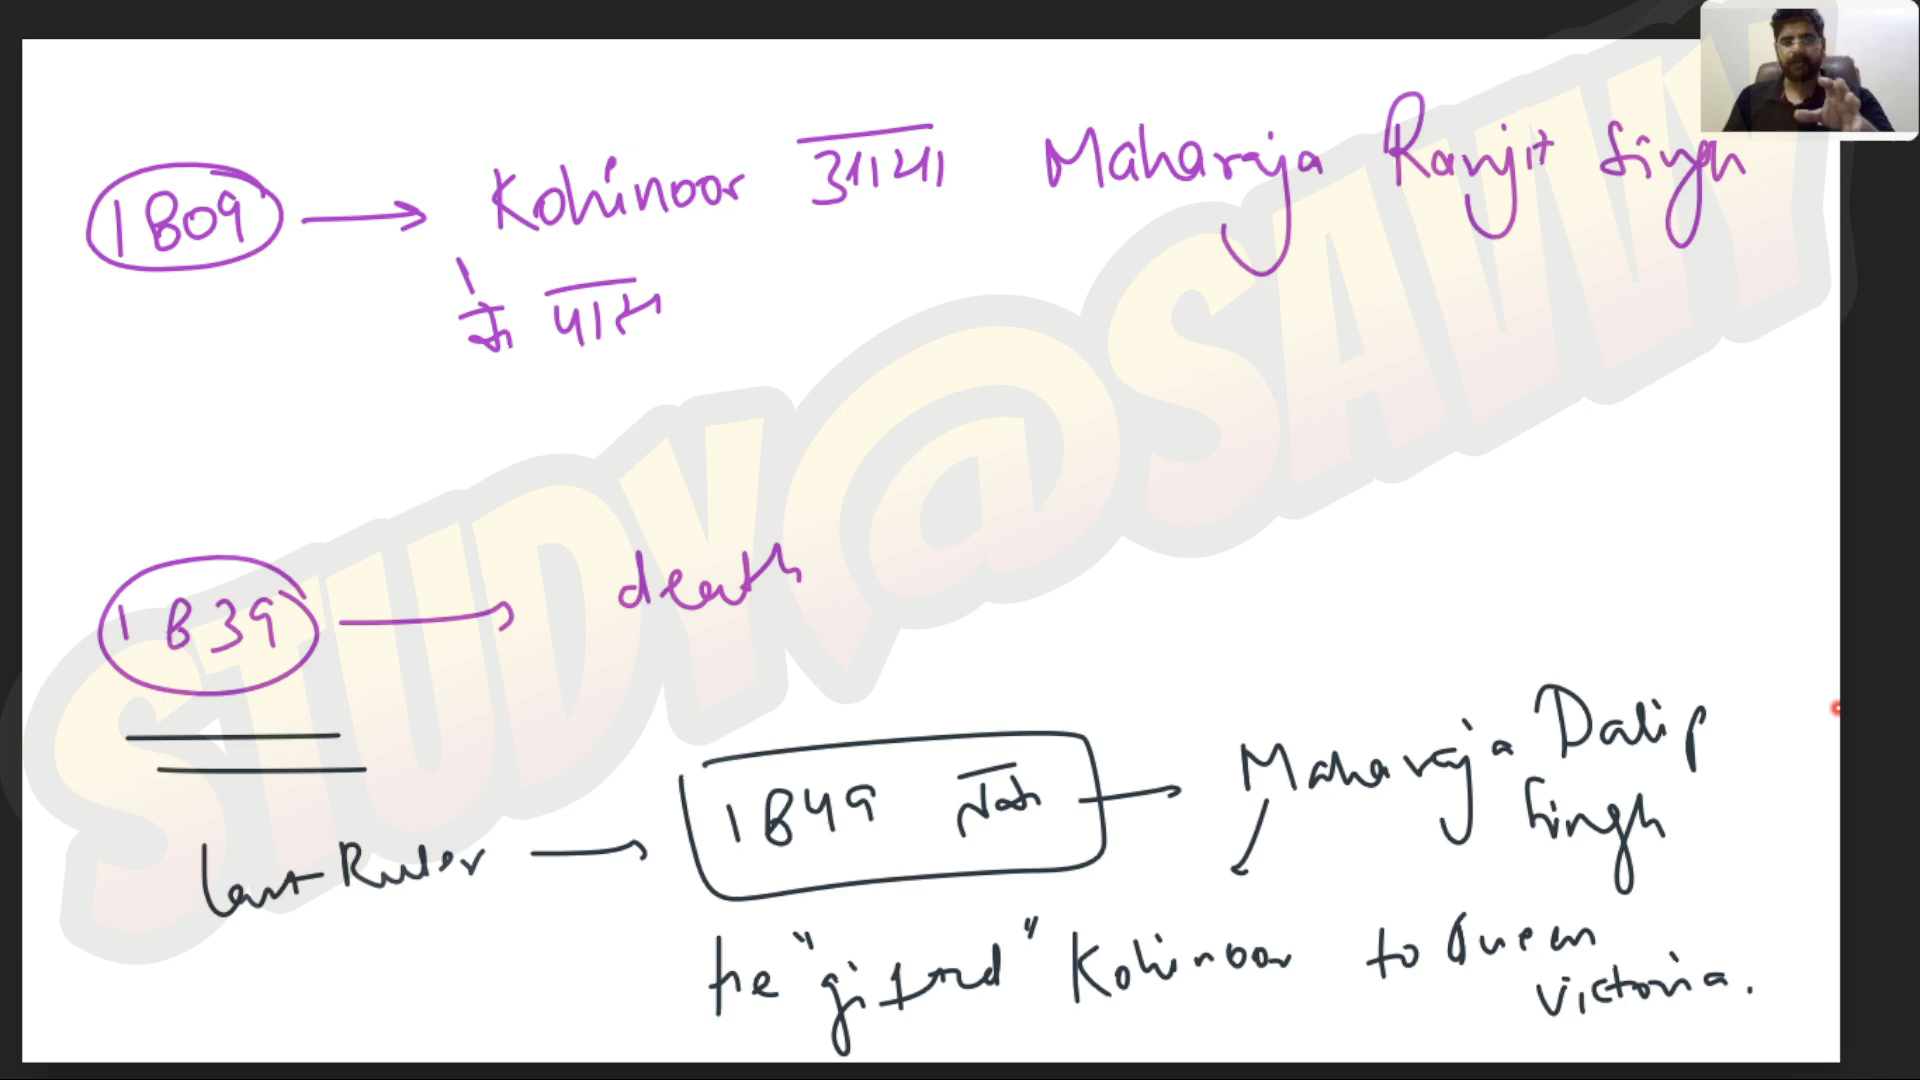 1809 → Kohinoor आया Maharaja Ranjit Singh
के पास
1839 → death
last Ruler → 1849 तक → Maharaja Dalip
Singh
He "gifted" Kohinoor to Queen
Victoria.
STUDY@SAVVY